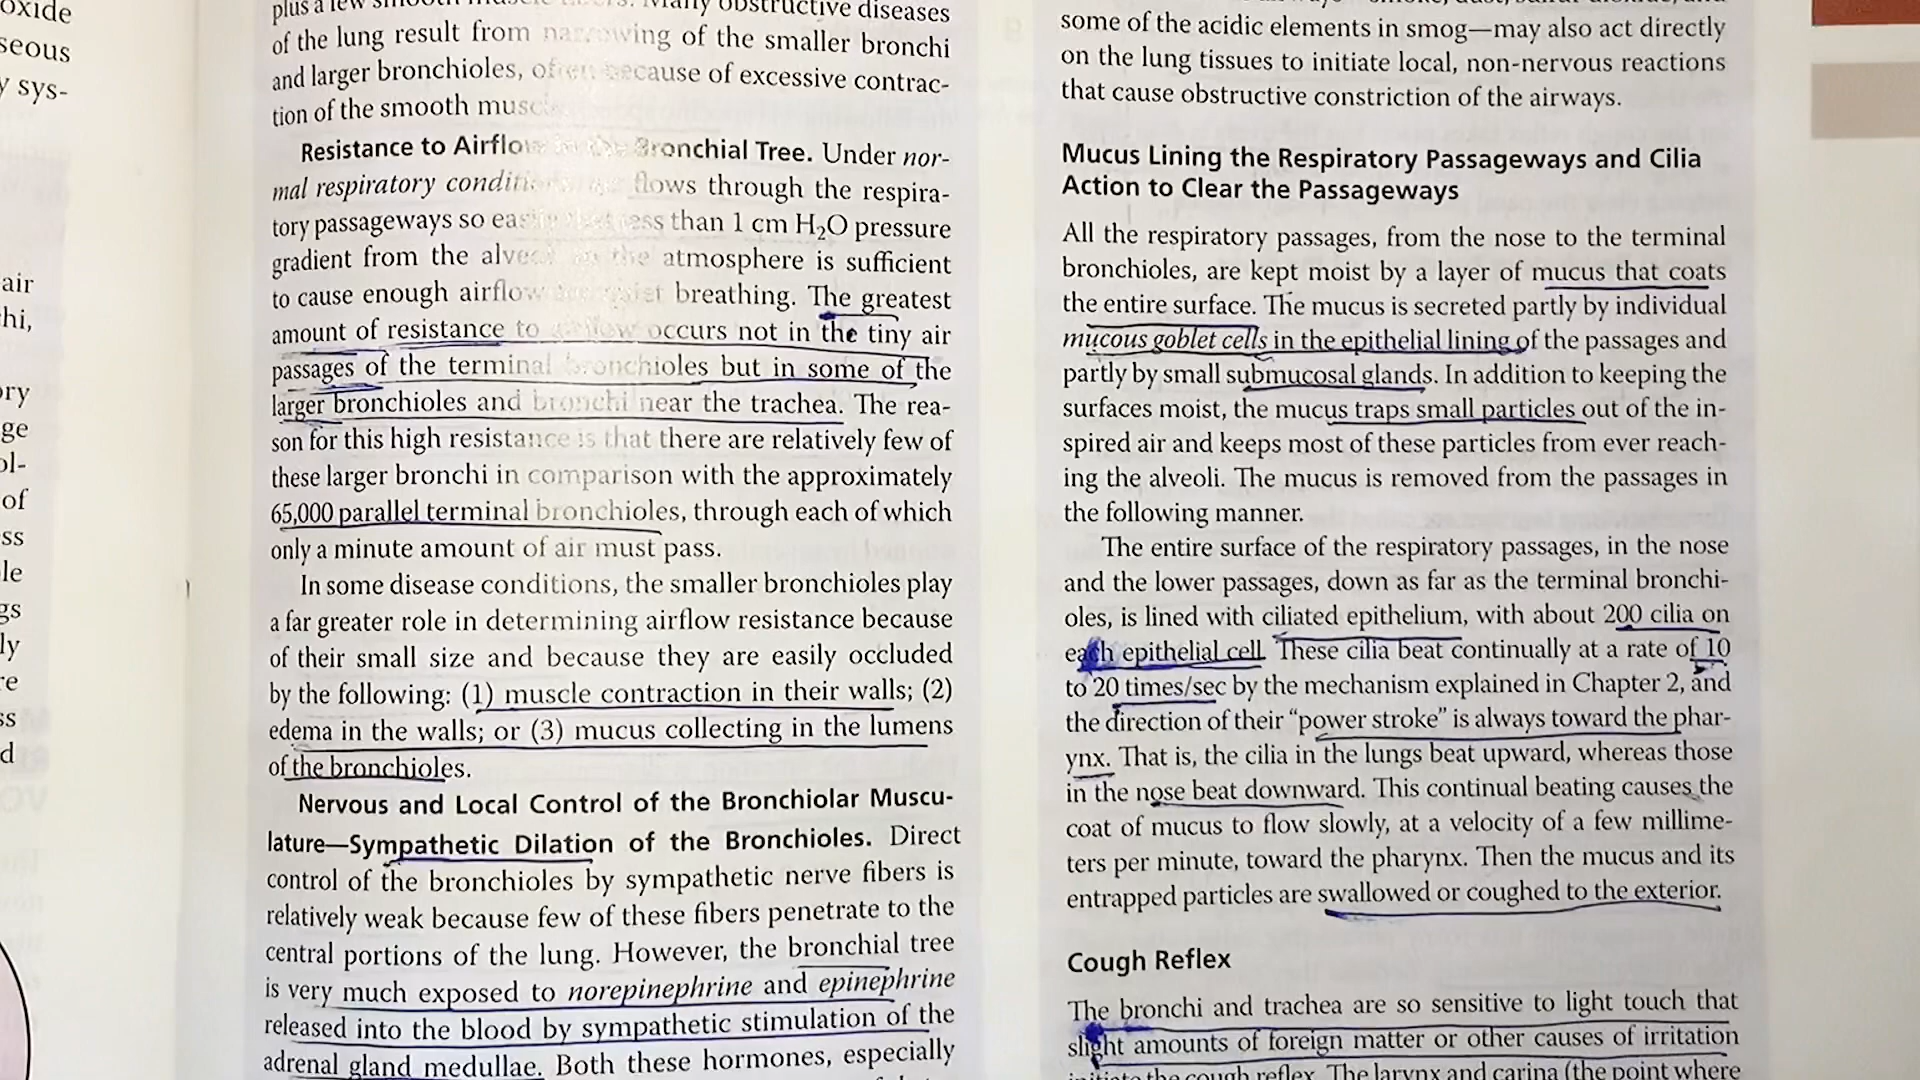 oxide
seous
y sys-
air
hi,
ory
ge
ol-
of
ss
le
gs
ly
re
ss
d
plus a few smooth muscle fibers. Many obstructive diseases
of the lung result from narrowing of the smaller bronchi
and larger bronchioles, often because of excessive contrac-
tion of the smooth muscle
Resistance to Airflow in the Bronchial Tree. Under nor-
mal respiratory conditions, flows through the respira-
tory passageways so easily that less than 1 cm H₂O pressure
gradient from the alveoli to the atmosphere is sufficient
to cause enough airflow for quiet breathing. The greatest
amount of resistance to airflow occurs not in the tiny air
passages of the terminal bronchioles but in some of the
larger bronchioles and bronchi near the trachea. The rea-
son for this high resistance is that there are relatively few of
these larger bronchi in comparison with the approximately
65,000 parallel terminal bronchioles, through each of which
only a minute amount of air must pass.
In some disease conditions, the smaller bronchioles play
a far greater role in determining airflow resistance because
of their small size and because they are easily occluded
by the following: (1) muscle contraction in their walls; (2)
edema in the walls; or (3) mucus collecting in the lumens
of the bronchioles.
Nervous and Local Control of the Bronchiolar Muscu-
lature—Sympathetic Dilation of the Bronchioles. Direct
control of the bronchioles by sympathetic nerve fibers is
relatively weak because few of these fibers penetrate to the
central portions of the lung. However, the bronchial tree
is very much exposed to norepinephrine and epinephrine
released into the blood by sympathetic stimulation of the
adrenal gland medullae. Both these hormones, especially
some of the acidic elements in smog—may also act directly
on the lung tissues to initiate local, non-nervous reactions
that cause obstructive constriction of the airways.
Mucus Lining the Respiratory Passageways and Cilia
Action to Clear the Passageways
All the respiratory passages, from the nose to the terminal
bronchioles, are kept moist by a layer of mucus that coats
the entire surface. The mucus is secreted partly by individual
mucous goblet cells in the epithelial lining of the passages and
partly by small submucosal glands. In addition to keeping the
surfaces moist, the mucus traps small particles out of the in-
spired air and keeps most of these particles from ever reach-
ing the alveoli. The mucus is removed from the passages in
the following manner.
The entire surface of the respiratory passages, in the nose
and the lower passages, down as far as the terminal bronchi-
oles, is lined with ciliated epithelium, with about 200 cilia on
each epithelial cell. These cilia beat continually at a rate of 10
to 20 times/sec by the mechanism explained in Chapter 2, and
the direction of their “power stroke” is always toward the phar-
ynx. That is, the cilia in the lungs beat upward, whereas those
in the nose beat downward. This continual beating causes the
coat of mucus to flow slowly, at a velocity of a few millime-
ters per minute, toward the pharynx. Then the mucus and its
entrapped particles are swallowed or coughed to the exterior.
Cough Reflex
The bronchi and trachea are so sensitive to light touch that
slight amounts of foreign matter or other causes of irritation
initiate the cough reflex. The larynx and carina (the point where